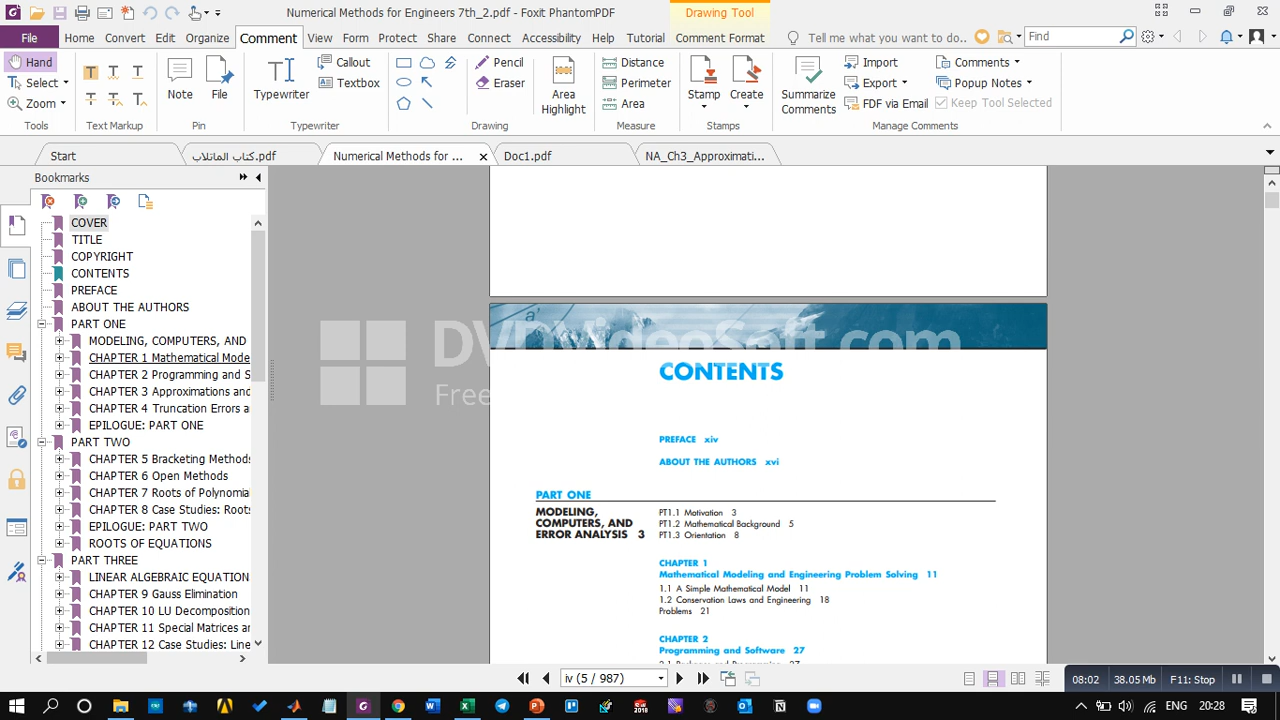 Numerical Methods for Engineers 7th_2.pdf - Foxit PhantomPDF
Drawing Tool
File Home Convert Edit Organize Comment View Form Protect Share Connect Accessibility Help Tutorial Comment Format Tell me what you want to do.. Find
Hand
Select
Zoom
Tools
Text Markup
Note
File
Pin
Typewriter
Callout
Textbox
Typewriter
Pencil
Eraser
Area
Highlight
Drawing
Distance
Perimeter
Area
Measure
Stamp
Create
Stamps
Summarize
Comments
Import
Export
FDF via Email
Comments
Popup Notes
Keep Tool Selected
Manage Comments
Start
كتاب الماتلاب.pdf
Numerical Methods for ...
Doc1.pdf
NA_Ch3_Approximati...
Bookmarks
COVER
TITLE
COPYRIGHT
CONTENTS
PREFACE
ABOUT THE AUTHORS
PART ONE
MODELING, COMPUTERS, AND
CHAPTER 1 Mathematical Mode
CHAPTER 2 Programming and S
CHAPTER 3 Approximations and
CHAPTER 4 Truncation Errors a
EPILOGUE: PART ONE
PART TWO
CHAPTER 5 Bracketing Methods
CHAPTER 6 Open Methods
CHAPTER 7 Roots of Polynomia
CHAPTER 8 Case Studies: Roots
EPILOGUE: PART TWO
ROOTS OF EQUATIONS
PART THREE
LINEAR ALGEBRAIC EQUATION
CHAPTER 9 Gauss Elimination
CHAPTER 10 LU Decomposition
CHAPTER 11 Special Matrices an
CHAPTER 12 Case Studies: Line
DVDVideoSoft.com
Free
CONTENTS
PREFACE xiv
ABOUT THE AUTHORS xvi
PART ONE
MODELING,
COMPUTERS, AND
ERROR ANALYSIS 3
PT1.1 Motivation 3
PT1.2 Mathematical Background 5
PT1.3 Orientation 8
CHAPTER 1
Mathematical Modeling and Engineering Problem Solving 11
1.1 A Simple Mathematical Model 11
1.2 Conservation Laws and Engineering 18
Problems 21
CHAPTER 2
Programming and Software 27
iv (5 / 987)
08:02 38.05 Mb F11: Stop
ENG 20:28